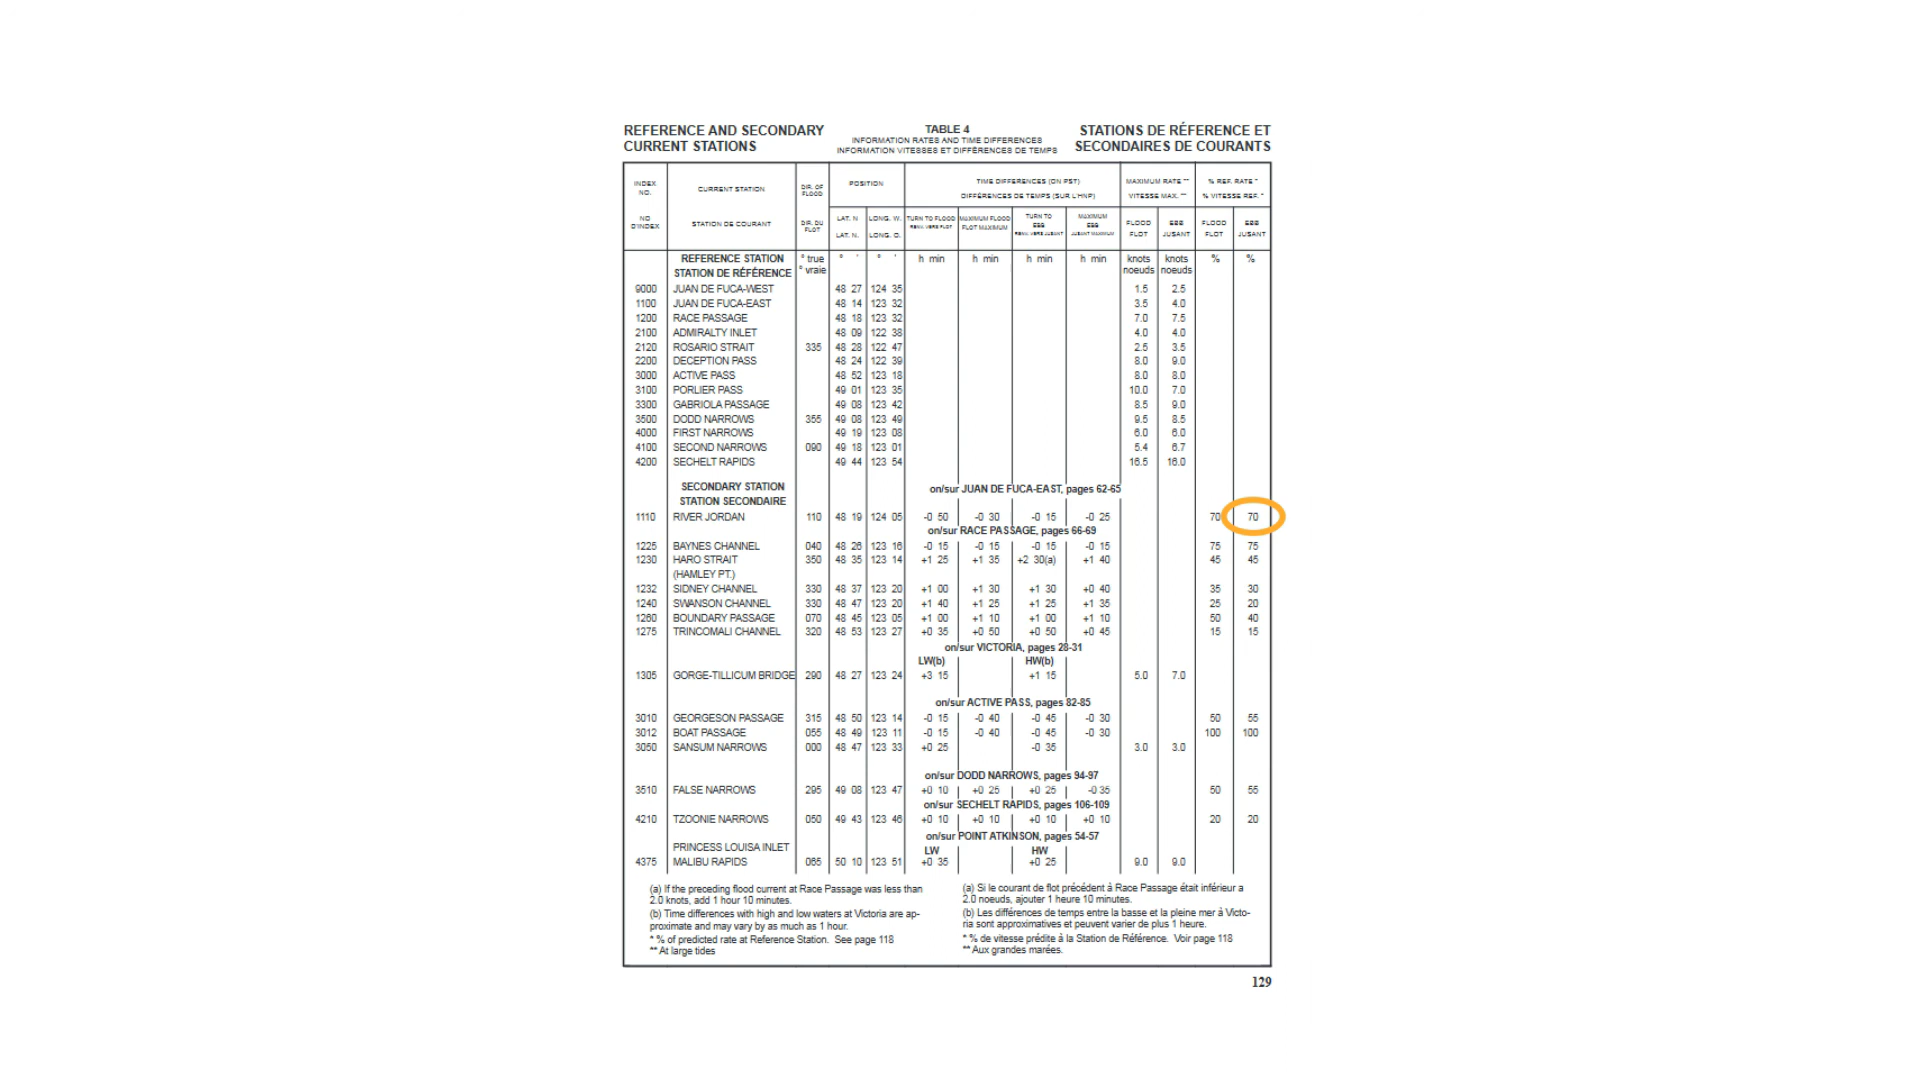 REFERENCE AND SECONDARY
CURRENT STATIONS
TABLE 4
INFORMATION RATES AND TIME DIFFERENCES
INFORMATION VITESSES ET DIFFÉRENCES DE TEMPS
STATIONS DE RÉFERENCE ET
SECONDAIRES DE COURANTS
INDEX NO. CURRENT STATION DIR. OF FLOOD POSITION TIME DIFFERENCES (ON PST) MAXIMUM RATE ** % REF. RATE *
DIFFÉRENCES DE TEMPS (SUR L'HNP) VITESSE MAX. ** % VITESSE REF. *
NO D'INDEX STATION DE COURANT DIR. DU FLOT LAT. N LONG. W. TURN TO FLOOD MAXIMUM FLOOD TURN TO EBB MAXIMUM EBB FLOOD EBB FLOOD EBB
LAT. N. LONG. O. RENV. VERS FLOT FLOT MAXIMUM RENV. VERS JUSANT JUSANT MAXIMUM FLOT JUSANT FLOT JUSANT
REFERENCE STATION ° true ° ' ° ' h min h min h min h min knots knots % %
STATION DE RÉFÉRENCE ° vraie noeuds noeuds
9000 JUAN DE FUCA-WEST 48 27 124 35 1.5 2.5
1100 JUAN DE FUCA-EAST 48 14 123 32 3.5 4.0
1200 RACE PASSAGE 48 18 123 32 7.0 7.5
2100 ADMIRALTY INLET 48 09 122 38 4.0 4.0
2120 ROSARIO STRAIT 335 48 28 122 47 2.5 3.5
2200 DECEPTION PASS 48 24 122 39 8.0 9.0
3000 ACTIVE PASS 48 52 123 18 8.0 8.0
3100 PORLIER PASS 49 01 123 35 10.0 7.0
3300 GABRIOLA PASSAGE 49 08 123 42 8.5 9.0
3500 DODD NARROWS 355 49 08 123 49 9.5 8.5
4000 FIRST NARROWS 49 19 123 08 6.0 6.0
4100 SECOND NARROWS 090 49 18 123 01 5.4 6.7
4200 SECHELT RAPIDS 49 44 123 54 16.5 16.0
SECONDARY STATION
STATION SECONDAIRE
on/sur JUAN DE FUCA-EAST, pages 62-65
1110 RIVER JORDAN 110 48 19 124 05 -0 50 -0 30 -0 15 -0 25 70 70
on/sur RACE PASSAGE, pages 66-69
1225 BAYNES CHANNEL 040 48 26 123 16 -0 15 -0 15 -0 15 -0 15 75 75
1230 HARO STRAIT 350 48 35 123 14 +1 25 +1 35 +2 30(a) +1 40 45 45
(HAMLEY PT.)
1232 SIDNEY CHANNEL 330 48 37 123 20 +1 00 +1 30 +1 30 +0 40 35 30
1240 SWANSON CHANNEL 330 48 47 123 20 +1 40 +1 25 +1 25 +1 35 25 20
1260 BOUNDARY PASSAGE 070 48 45 123 05 +1 00 +1 10 +1 00 +1 10 50 40
1275 TRINCOMALI CHANNEL 320 48 53 123 27 +0 35 +0 50 +0 50 +0 45 15 15
on/sur VICTORIA, pages 28-31
LW(b) HW(b)
1305 GORGE-TILLICUM BRIDGE 290 48 27 123 24 +3 15 +1 15 5.0 7.0
on/sur ACTIVE PASS, pages 82-85
3010 GEORGESON PASSAGE 315 48 50 123 14 -0 15 -0 40 -0 45 -0 30 50 55
3012 BOAT PASSAGE 055 48 49 123 11 -0 15 -0 40 -0 45 -0 30 100 100
3050 SANSUM NARROWS 000 48 47 123 33 +0 25 -0 35 3.0 3.0
on/sur DODD NARROWS, pages 94-97
3510 FALSE NARROWS 295 49 08 123 47 +0 10 +0 25 +0 25 -0 35 50 55
on/sur SECHELT RAPIDS, pages 106-109
4210 TZOONIE NARROWS 050 49 43 123 46 +0 10 +0 10 +0 10 +0 10 20 20
on/sur POINT ATKINSON, pages 54-57
PRINCESS LOUISA INLET LW HW
4375 MALIBU RAPIDS 065 50 10 123 51 +0 35 +0 25 9.0 9.0
(a) If the preceding flood current at Race Passage was less than
2.0 knots, add 1 hour 10 minutes.
(b) Time differences with high and low waters at Victoria are ap-
proximate and may vary by as much as 1 hour.
* % of predicted rate at Reference Station. See page 118
** At large tides
(a) Si le courant de flot précédent à Race Passage était inférieur a
2.0 noeuds, ajouter 1 heure 10 minutes.
(b) Les différences de temps entre la basse et la pleine mer à Victo-
ria sont approximatives et peuvent varier de plus 1 heure.
* % de vitesse prédite à la Station de Référence. Voir page 118
** Aux grandes marées.
129